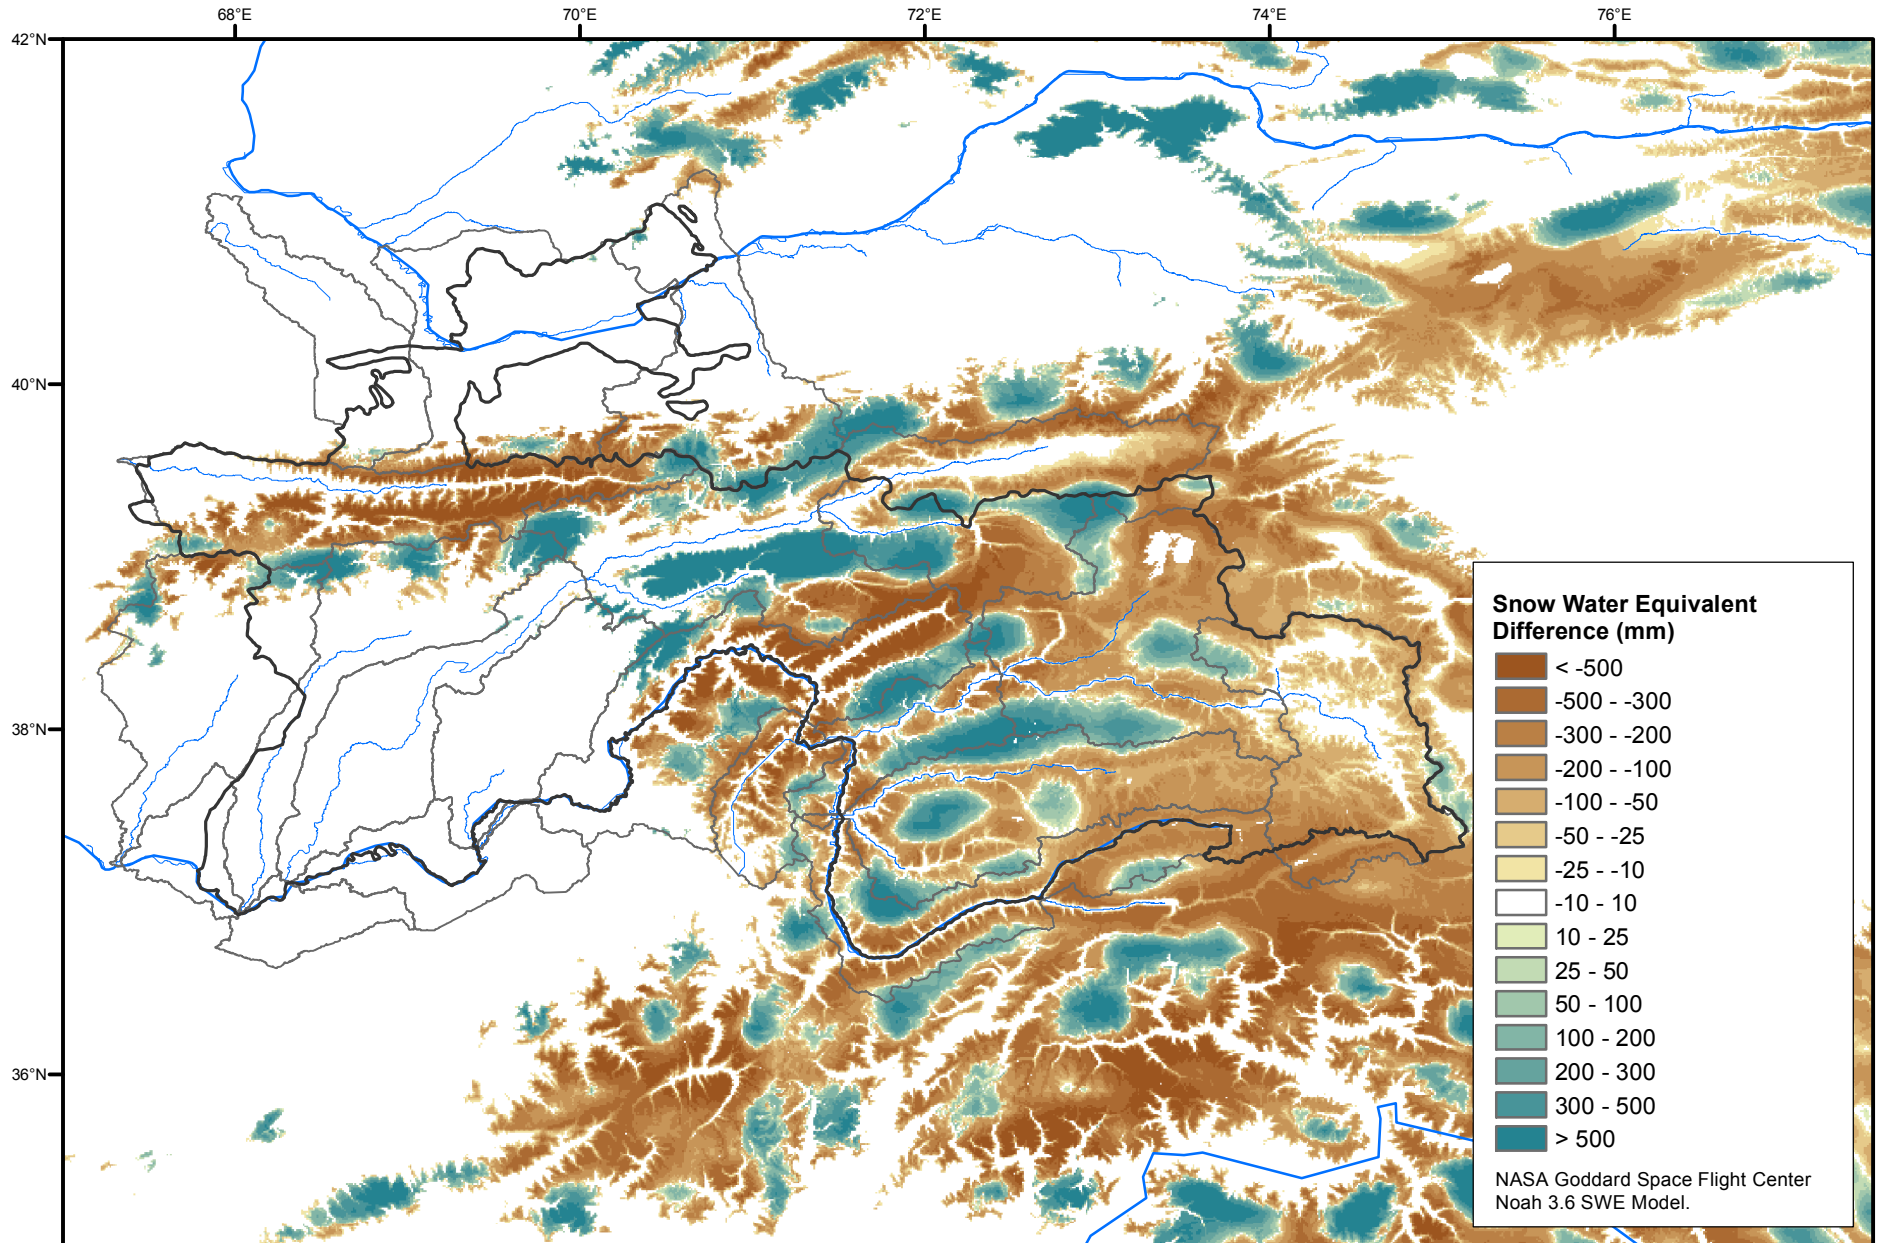 68°E 70°E 72°E 74°E 76°E
42°N
40°N
38°N
36°N
Snow Water Equivalent
Difference (mm)
< -500
-500 - -300
-300 - -200
-200 - -100
-100 - -50
-50 - -25
-25 - -10
-10 - 10
10 - 25
25 - 50
50 - 100
100 - 200
200 - 300
300 - 500
> 500
NASA Goddard Space Flight Center
Noah 3.6 SWE Model.